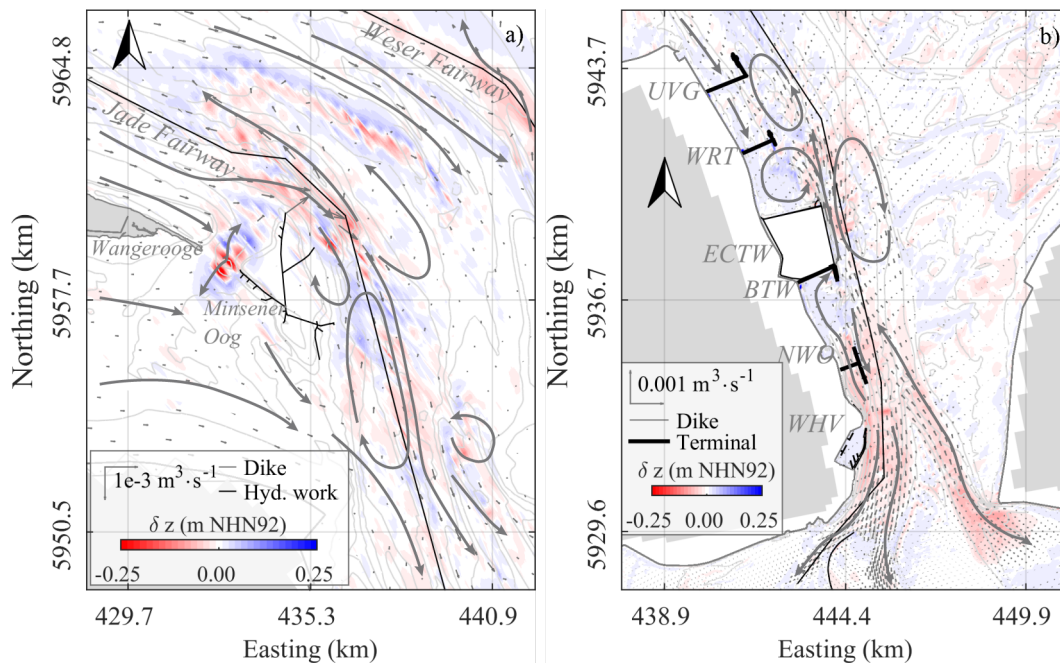 a)
Weser Fairway
Jade Fairway
Wangerooge
Minsener
Oog
1e-3 m³·s⁻¹
Dike
Hyd. work
δ z (m NHN92)
-0.25 0.00 0.25
5964.8
5957.7
5950.5
Northing (km)
429.7 435.3 440.9
Easting (km)
b)
UVG
WRT
ECTW
BTW
NWO
WHV
0.001 m³·s⁻¹
Dike
Terminal
δ z (m NHN92)
-0.25 0.00 0.25
5943.7
5936.7
5929.6
Northing (km)
438.9 444.4 449.9
Easting (km)